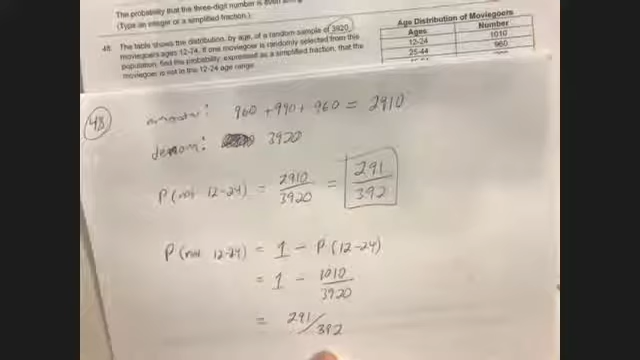 The probability that the three-digit number is even
(Type an integer or a simplified fraction.)
48. The table shows the distribution, by age, of a random sample of 3920
moviegoers ages 12-74. If one moviegoer is randomly selected from this
population, find the probability, expressed as a simplified fraction, that the
moviegoer is not in the 12-24 age range.
Age Distribution of Moviegoers
Ages Number
12-24 1010
25-44 960
48
numerator: 960 + 990 + 960 = 2910
denom: 3920
P(not 12-24) = 2910/3920 = 291/392
P(not 12-24) = 1 - P(12-24)
= 1 - 1010/3920
= 291/392